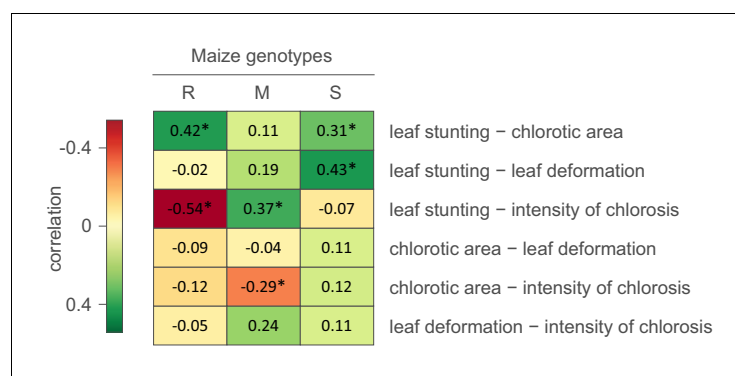 Maize genotypes
R M S
0.42* 0.11 0.31* leaf stunting – chlorotic area
-0.02 0.19 0.43* leaf stunting – leaf deformation
-0.54* 0.37* -0.07 leaf stunting – intensity of chlorosis
-0.09 -0.04 0.11 chlorotic area – leaf deformation
-0.12 -0.29* 0.12 chlorotic area – intensity of chlorosis
-0.05 0.24 0.11 leaf deformation – intensity of chlorosis
correlation
-0.4
0
0.4